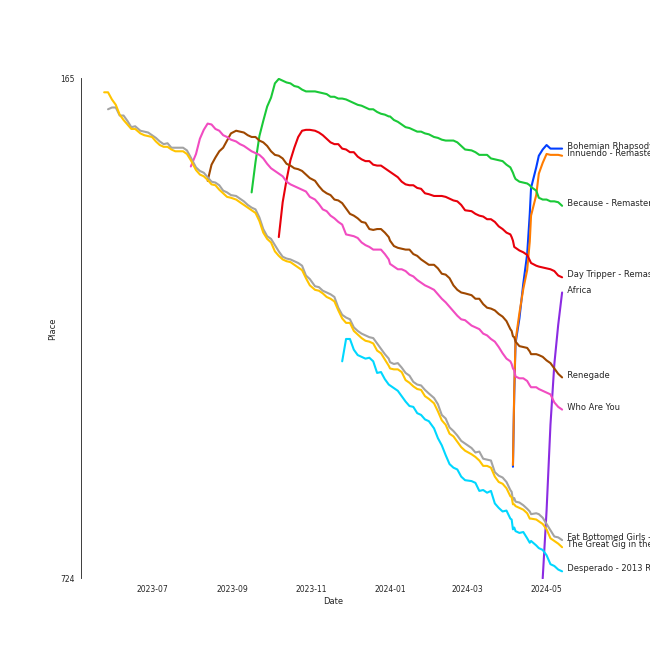 165
Bohemian Rhapsody
Innuendo - Remaste
Because - Remaster
Day Tripper - Remas
Africa
Place
Renegade
Who Are You
Fat Bottomed Girls -
The Great Gig in the
Desperado - 2013 R
724
2023-07 2023-09 2023-11 2024-01 2024-03 2024-05
Date